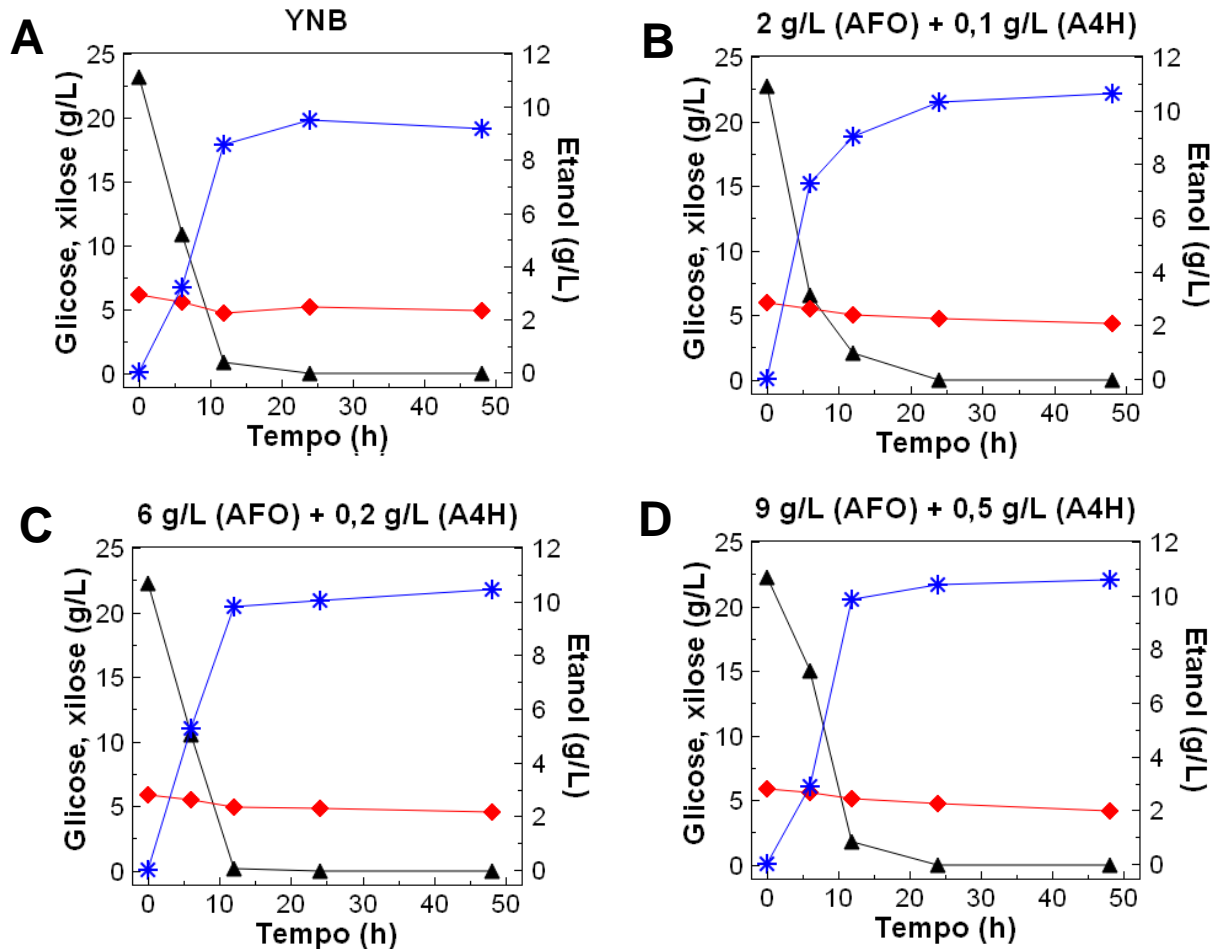 A
YNB
Glicose, xilose (g/L)
25
20
15
10
5
0
12
10
8
6
4
2
0
Etanol (g/L)
0 10 20 30 40 50
Tempo (h)
B
2 g/L (AFO) + 0,1 g/L (A4H)
Glicose, xilose (g/L)
25
20
15
10
5
0
12
10
8
6
4
2
0
Etanol (g/L)
0 10 20 30 40 50
Tempo (h)
C
6 g/L (AFO) + 0,2 g/L (A4H)
Glicose, xilose (g/L)
25
20
15
10
5
0
12
10
8
6
4
2
0
Etanol (g/L)
0 10 20 30 40 50
Tempo (h)
D
9 g/L (AFO) + 0,5 g/L (A4H)
Glicose, xilose (g/L)
25
20
15
10
5
0
12
10
8
6
4
2
0
Etanol (g/L)
0 10 20 30 40 50
Tempo (h)